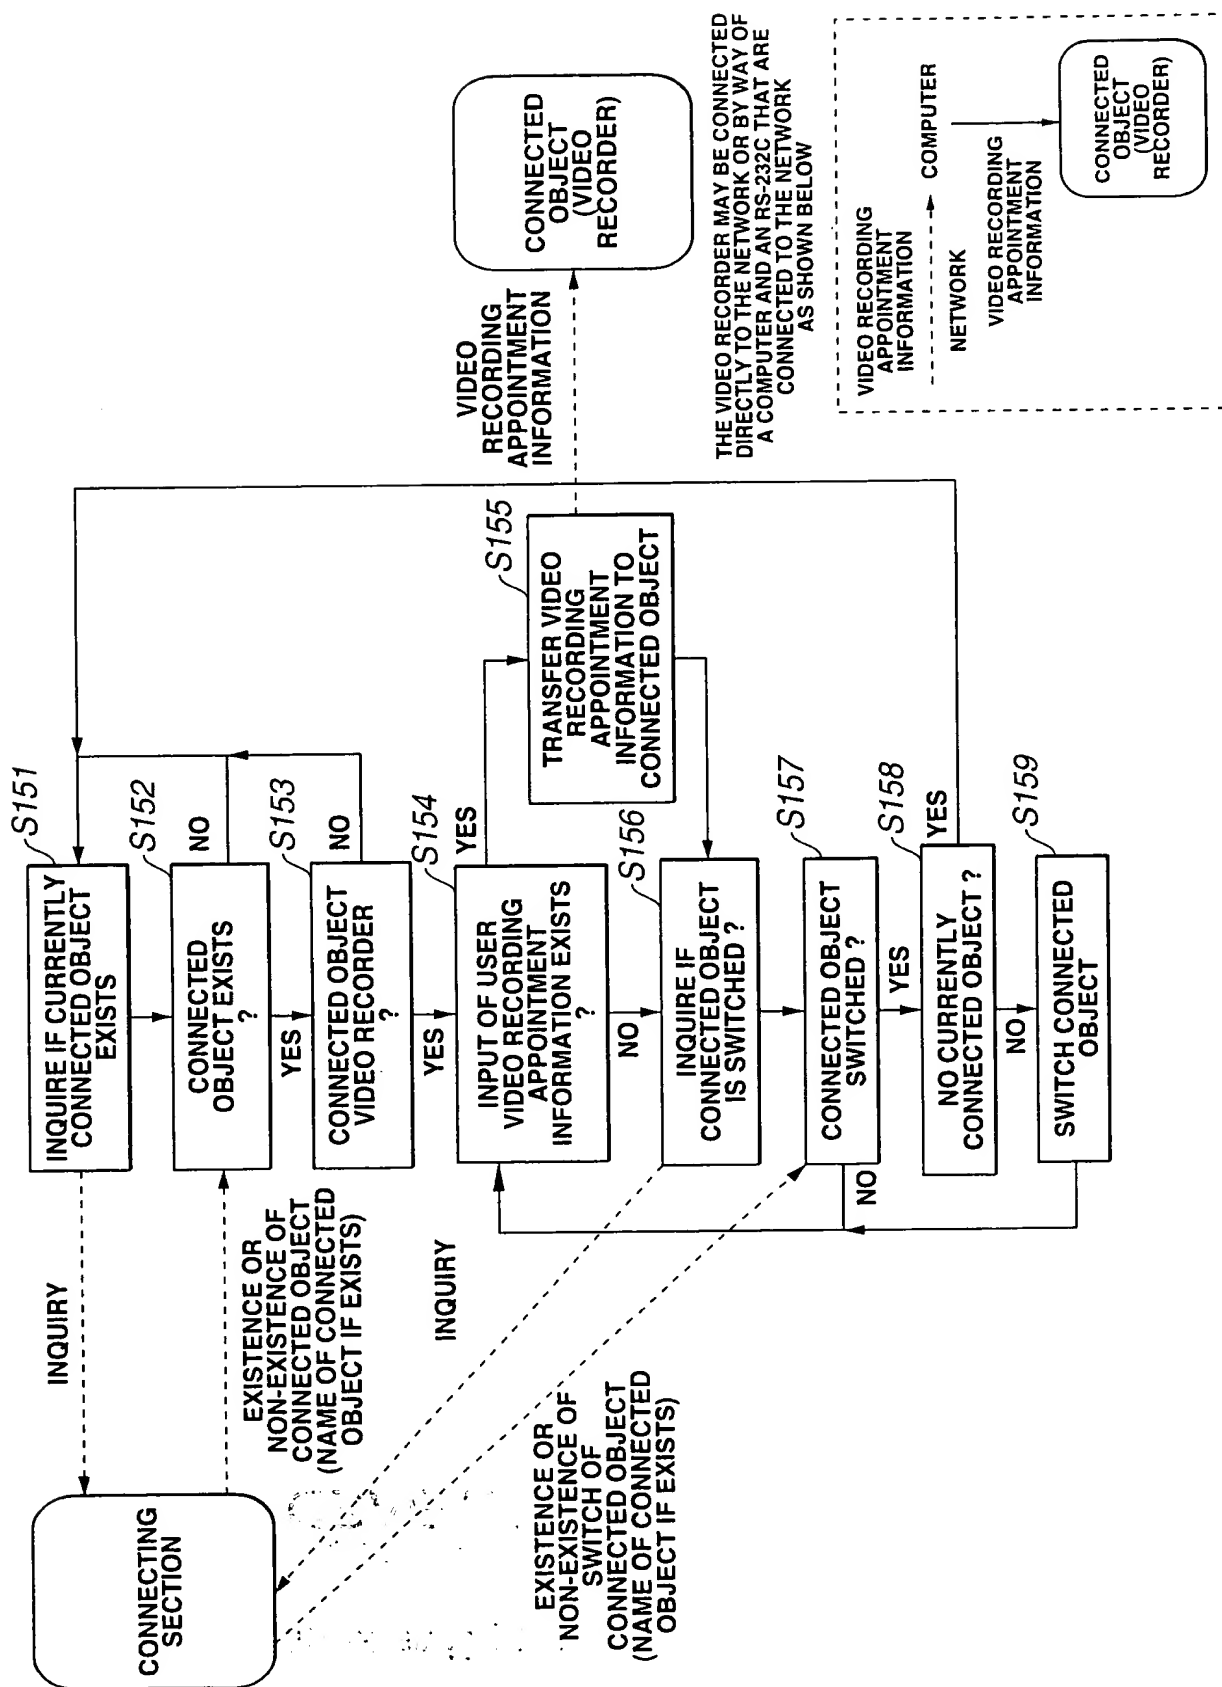 CONNECTING
SECTION
INQUIRY
EXISTENCE OR
NON-EXISTENCE OF
CONNECTED OBJECT
(NAME OF CONNECTED
OBJECT IF EXISTS)
INQUIRY
EXISTENCE OR
NON-EXISTENCE OF
SWITCH OF
CONNECTED OBJECT
(NAME OF CONNECTED
OBJECT IF EXISTS)
S151
INQUIRE IF CURRENTLY
CONNECTED OBJECT
EXISTS
S152
CONNECTED
OBJECT EXISTS
?
NO
YES
S153
CONNECTED OBJECT
VIDEO RECORDER
?
NO
YES
S154
INPUT OF USER
VIDEO RECORDING
APPOINTMENT
INFORMATION EXISTS
?
YES
NO
S155
TRANSFER VIDEO
RECORDING
APPOINTMENT
INFORMATION TO
CONNECTED OBJECT
S156
INQUIRE IF
CONNECTED OBJECT
IS SWITCHED ?
S157
CONNECTED OBJECT
SWITCHED ?
NO
YES
S158
NO CURRENTLY
CONNECTED OBJECT ?
YES
NO
S159
SWITCH CONNECTED
OBJECT
VIDEO
RECORDING
APPOINTMENT
INFORMATION
CONNECTED
OBJECT
(VIDEO
RECORDER)
THE VIDEO RECORDER MAY BE CONNECTED
DIRECTLY TO THE NETWORK OR BY WAY OF
A COMPUTER AND AN RS-232C THAT ARE
CONNECTED TO THE NETWORK
AS SHOWN BELOW
VIDEO RECORDING
APPOINTMENT
INFORMATION
COMPUTER
NETWORK
VIDEO RECORDING
APPOINTMENT
INFORMATION
CONNECTED
OBJECT
(VIDEO
RECORDER)